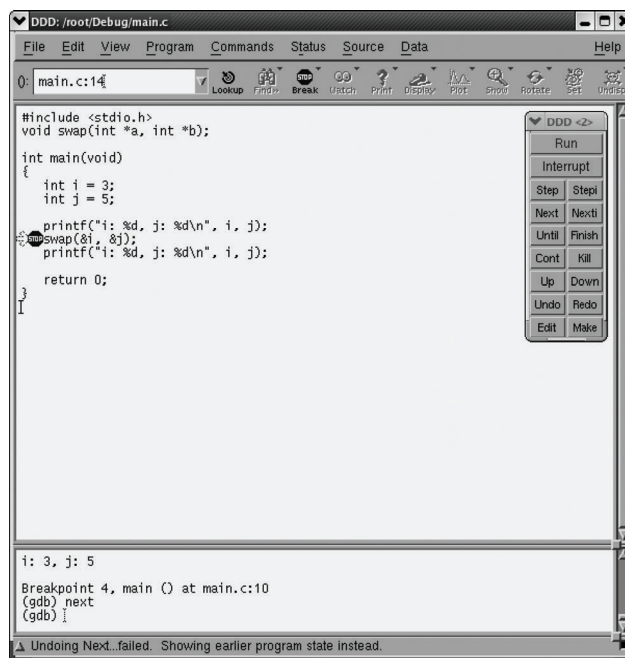 DDD: /root/Debug/main.c
File Edit View Program Commands Status Source Data Help
(): main.c:14
Lookup Find» Break Watch Print Display Plot Show Rotate Set Undisp
#include <stdio.h>
void swap(int *a, int *b);
int main(void)
{
int i = 3;
int j = 5;
printf("i: %d, j: %d\n", i, j);
STOP swap(&i, &j);
printf("i: %d, j: %d\n", i, j);
return 0;
}
DDD <2>
Run
Interrupt
Step Stepi
Next Nexti
Until Finish
Cont Kill
Up Down
Undo Redo
Edit Make
i: 3, j: 5
Breakpoint 4, main () at main.c:10
(gdb) next
(gdb)
Undoing Next...failed. Showing earlier program state instead.